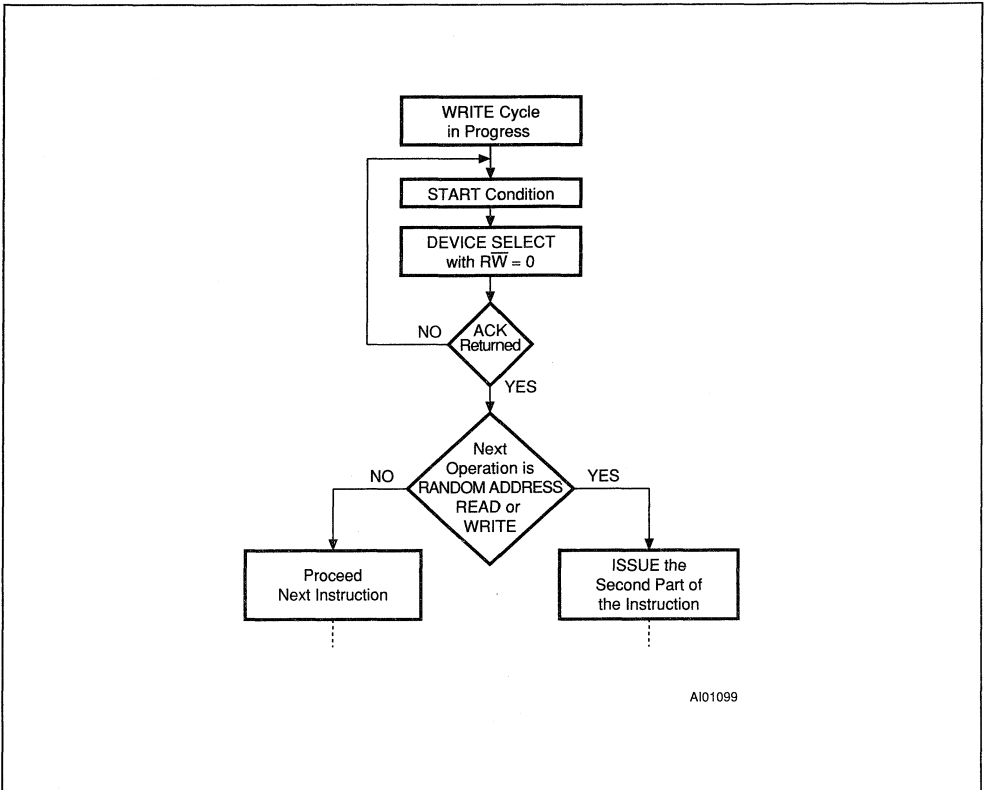 WRITE Cycle
in Progress
START Condition
DEVICE SELECT
with RW̅ = 0
ACK
Returned
NO
YES
Next
Operation is
RANDOM ADDRESS
READ or
WRITE
NO
YES
Proceed
Next Instruction
ISSUE the
Second Part of
the Instruction
AI01099